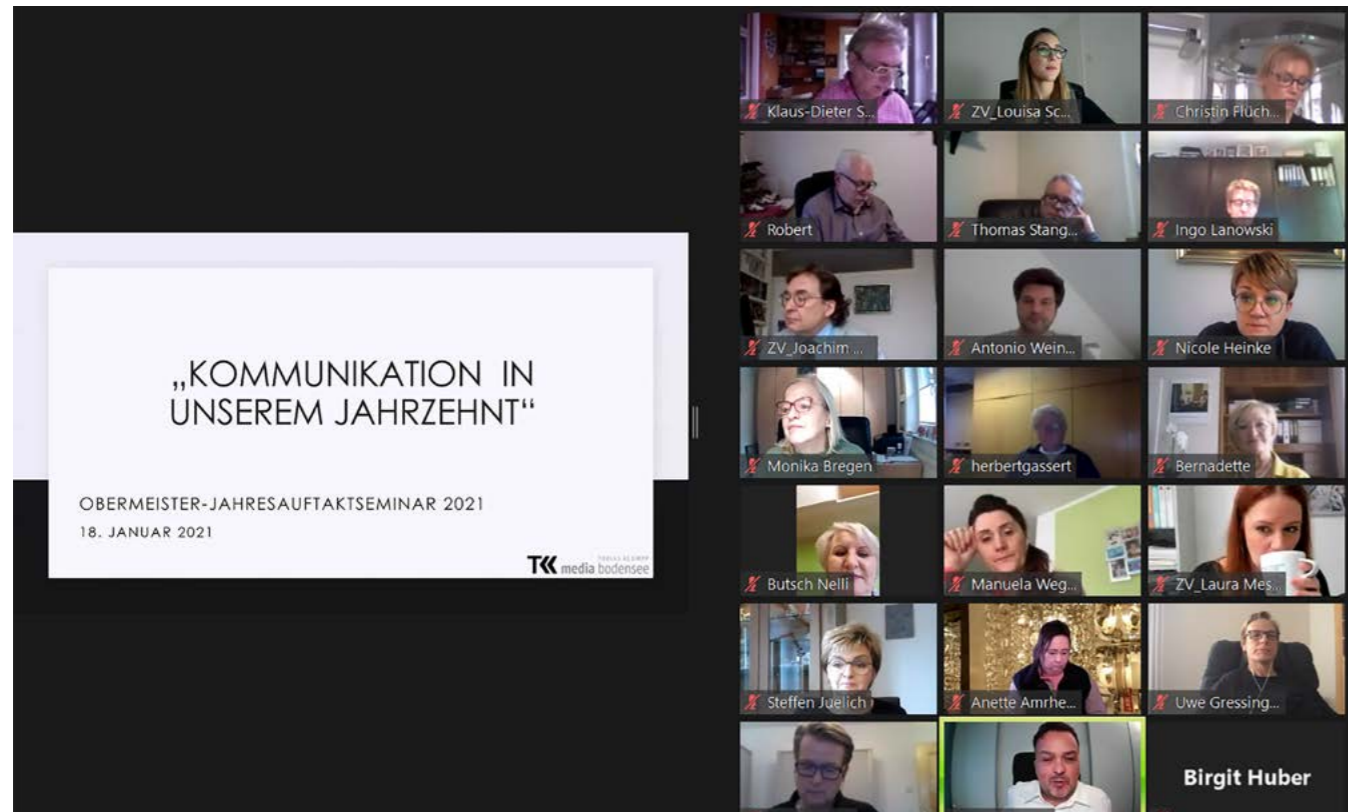 „KOMMUNIKATION IN
UNSEREM JAHRZEHNT“
OBERMEISTER-JAHRESAUFTAKTSEMINAR 2021
18. JANUAR 2021
TKK media bodensee
Klaus-Dieter S...
ZV_Louisa Sc...
Christin Flüch...
Robert
Thomas Stang...
Ingo Lanowski
ZV_Joachim ...
Antonio Wein...
Nicole Heinke
Monika Bregen
herbertgassert
Bernadette
Butsch Nelli
Manuela Weg...
ZV_Laura Mes...
Steffen Juelich
Anette Amrhe...
Uwe Gressing...
Birgit Huber